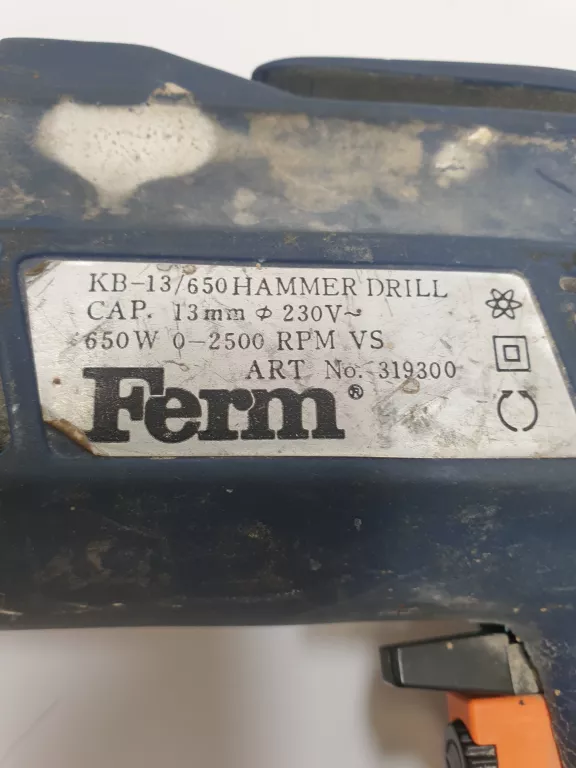 KB-13/650 HAMMER DRILL
CAP. 13mm ⌀ 230V~
650W 0-2500 RPM VS
ART No. 319300
Ferm®